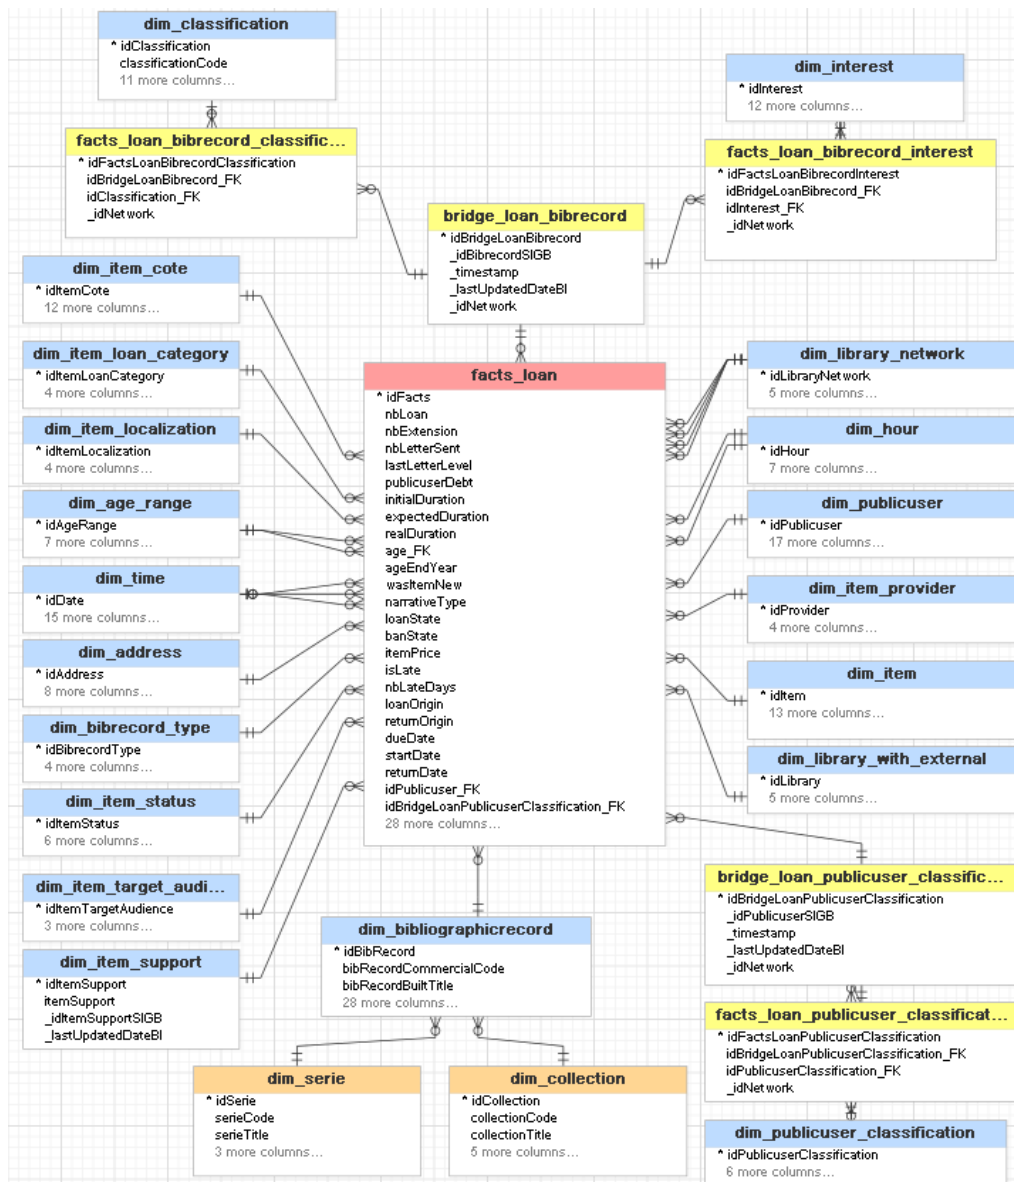 dim_classification
* idClassification
classificationCode
11 more columns...
dim_interest
* idInterest
12 more columns...
facts_loan_bibrecord_classific...
* idFactsLoanBibrecordClassification
idBridgeLoanBibrecord_FK
idClassification_FK
_idNetwork
facts_loan_bibrecord_interest
* idFactsLoanBibrecordInterest
idBridgeLoanBibrecord_FK
idInterest_FK
_idNetwork
bridge_loan_bibrecord
* idBridgeLoanBibrecord
_idBibrecordSIGB
_timestamp
_lastUpdatedDateBI
_idNetwork
dim_item_cote
* idItemCote
12 more columns...
dim_item_loan_category
* idItemLoanCategory
4 more columns...
dim_item_localization
* idItemLocalization
4 more columns...
dim_age_range
* idAgeRange
7 more columns...
dim_time
* idDate
15 more columns...
dim_address
* idAddress
8 more columns...
dim_bibrecord_type
* idBibrecordType
4 more columns...
dim_item_status
* idItemStatus
6 more columns...
dim_item_target_audi...
* idItemTargetAudience
3 more columns...
dim_item_support
* idItemSupport
itemSupport
_idItemSupportSIGB
_lastUpdatedDateBI
facts_loan
* idFacts
nbLoan
nbExtension
nbLetterSent
lastLetterLevel
publicuserDebt
initialDuration
expectedDuration
realDuration
age_FK
ageEndYear
wasItemNew
narrativeType
loanState
banState
itemPrice
isLate
nbLateDays
loanOrigin
returnOrigin
dueDate
startDate
returnDate
idPublicuser_FK
idBridgeLoanPublicuserClassification_FK
28 more columns...
dim_library_network
* idLibraryNetwork
5 more columns...
dim_hour
* idHour
7 more columns...
dim_publicuser
* idPublicuser
17 more columns...
dim_item_provider
* idProvider
4 more columns...
dim_item
* idItem
13 more columns...
dim_library_with_external
* idLibrary
5 more columns...
bridge_loan_publicuser_classific...
* idBridgeLoanPublicuserClassification
_idPublicuserSIGB
_timestamp
_lastUpdatedDateBI
_idNetwork
facts_loan_publicuser_classificat...
* idFactsLoanPublicuserClassification
idBridgeLoanPublicuserClassification_FK
idPublicuserClassification_FK
_idNetwork
dim_publicuser_classification
* idPublicuserClassification
6 more columns...
dim_bibliographicrecord
* idBibRecord
bibRecordCommercialCode
bibRecordBuiltTitle
28 more columns...
dim_serie
* idSerie
serieCode
serieTitle
3 more columns...
dim_collection
* idCollection
collectionCode
collectionTitle
5 more columns...